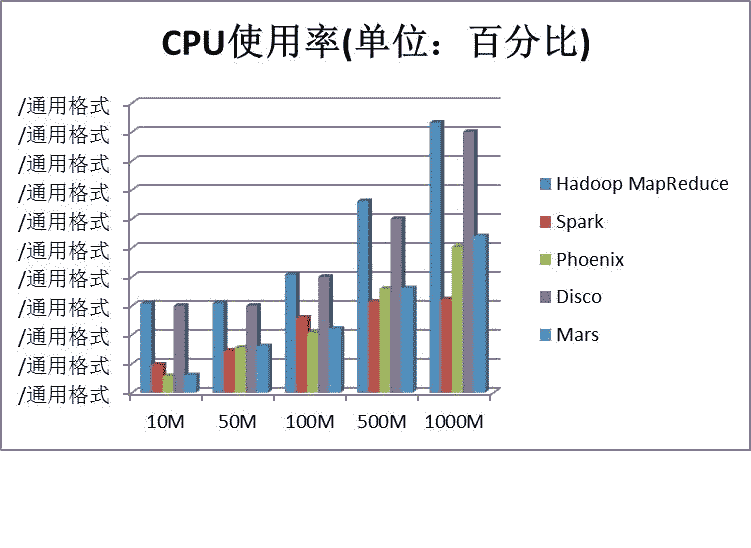 CPU使用率(单位：百分比)
/通用格式
/通用格式
/通用格式
/通用格式
/通用格式
/通用格式
/通用格式
/通用格式
/通用格式
/通用格式
/通用格式
10M 50M 100M 500M 1000M
Hadoop MapReduce
Spark
Phoenix
Disco
Mars